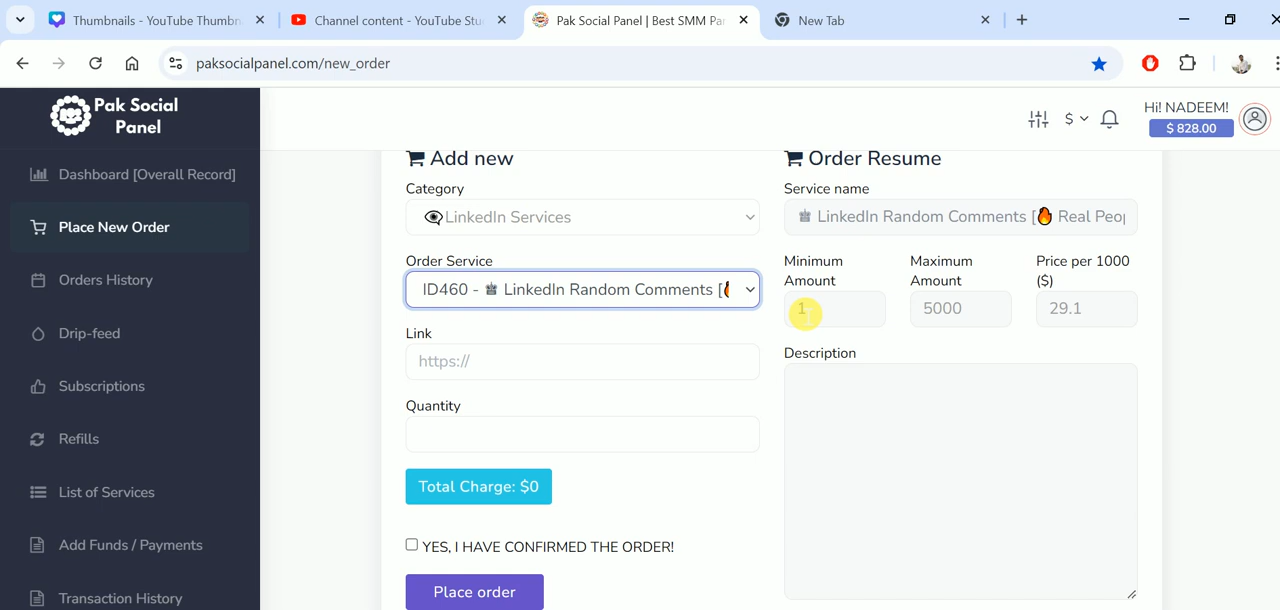 Thumbnails - YouTube Thumbn
Channel content - YouTube Stu
Pak Social Panel | Best SMM Pa
New Tab
paksocialpanel.com/new_order
Pak Social
Panel
$
Hi! NADEEM!
$ 828.00
Dashboard [Overall Record]
Place New Order
Orders History
Drip-feed
Subscriptions
Refills
List of Services
Add Funds / Payments
Transaction History
Add new
Category
LinkedIn Services
Order Service
ID460 - LinkedIn Random Comments [
Link
https://
Quantity
Total Charge: $0
YES, I HAVE CONFIRMED THE ORDER!
Place order
Order Resume
Service name
LinkedIn Random Comments [ Real Peop
Minimum
Amount
Maximum
Amount
Price per 1000
($)
1
5000
29.1
Description